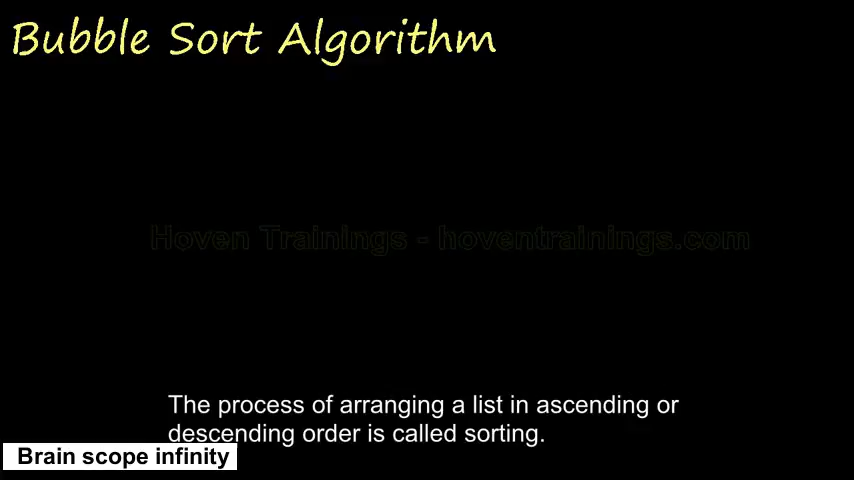 Bubble Sort Algorithm
Hoven Trainings - hoventrainings.com
The process of arranging a list in ascending or
descending order is called sorting.
Brain scope infinity